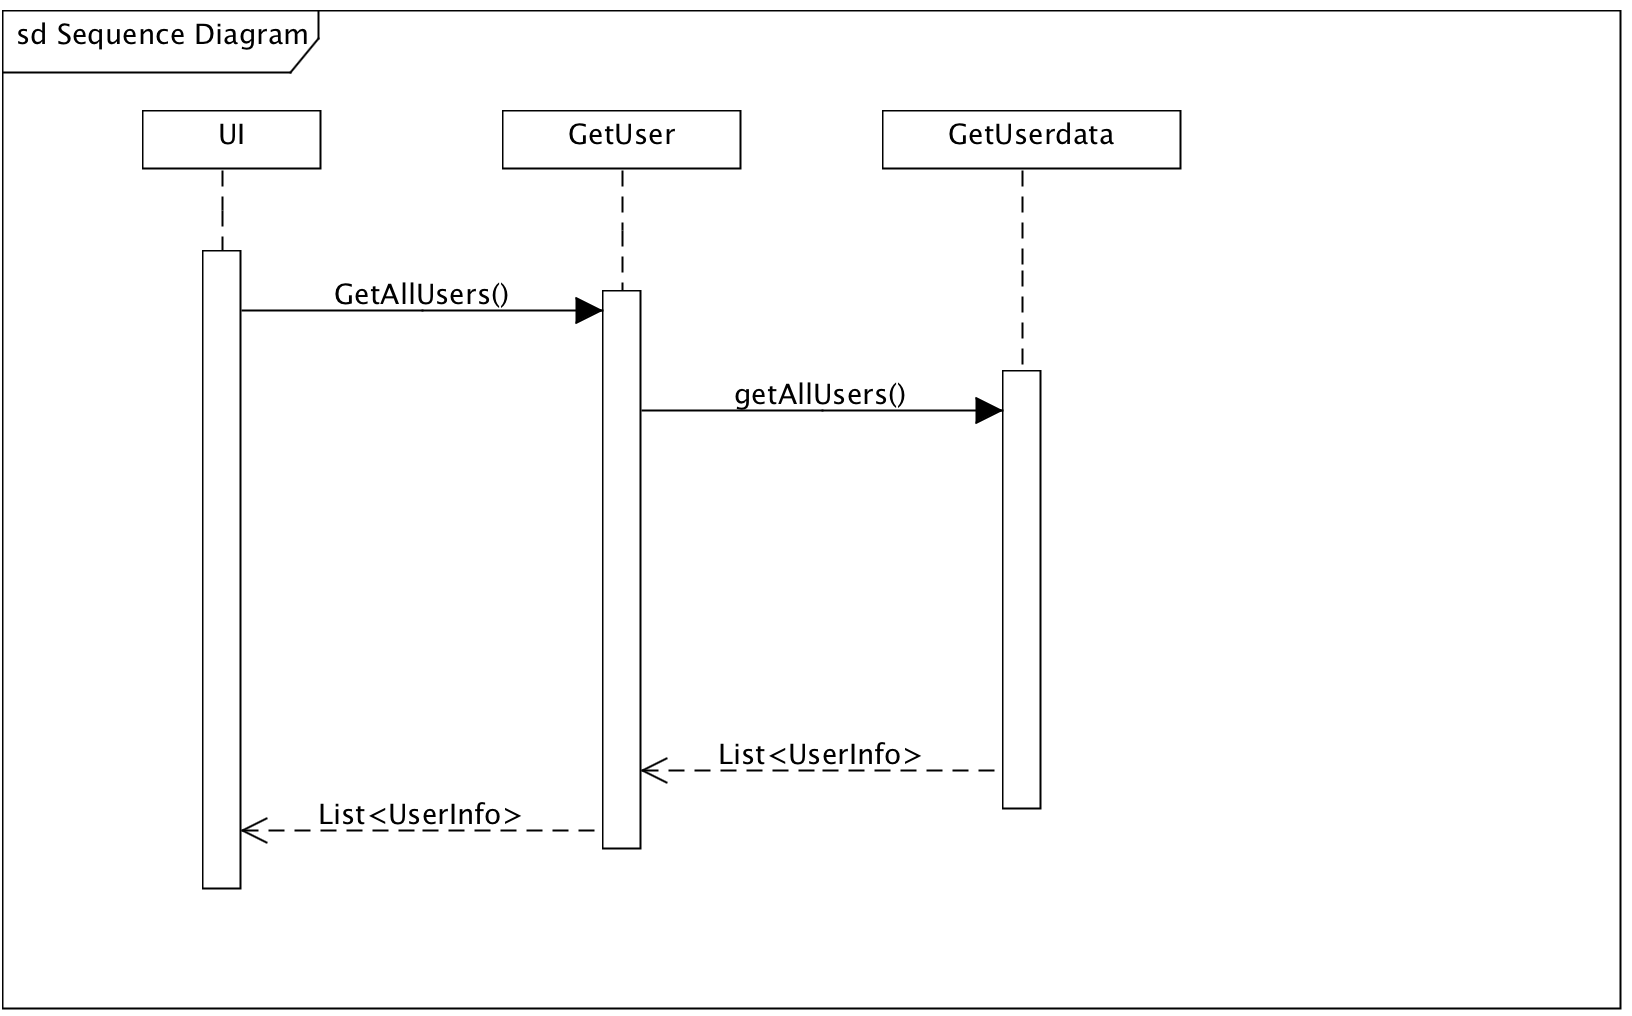 sd Sequence Diagram
UI
GetUser
GetUserdata
GetAllUsers()
getAllUsers()
List<UserInfo>
List<UserInfo>